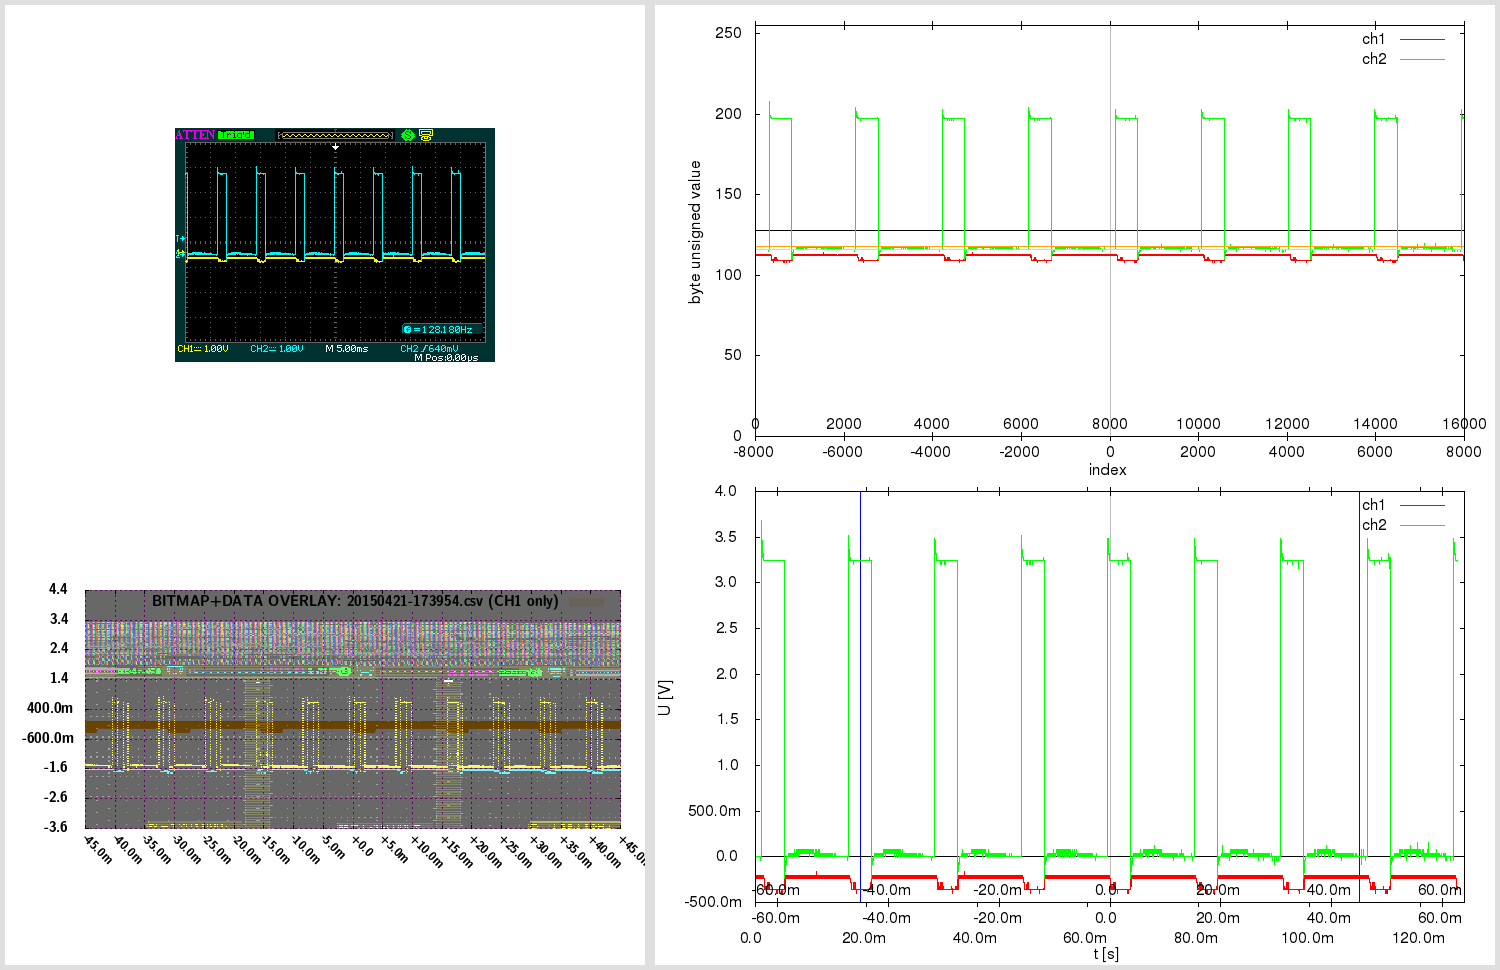 ATTEN Trig'd
f=128.180Hz
CH1 1.00V CH2 1.00V M 5.00ms CH2 /640mV
M Pos:0.00µs
BITMAP+DATA OVERLAY: 20150421-173954.csv (CH1 only)
4.4
3.4
2.4
1.4
400.0m
-600.0m
-1.6
-2.6
-3.6
-45.0m -40.0m -35.0m -30.0m -25.0m -20.0m -15.0m -10.0m -5.0m +0.0 +5.0m +10.0m +15.0m +20.0m +25.0m +30.0m +35.0m +40.0m +45.0m
ch1
ch2
250
200
150
100
50
0
byte unsigned value
0 2000 4000 6000 8000 10000 12000 14000 16000
-8000 -6000 -4000 -2000 0 2000 4000 6000 8000
index
ch1
ch2
4.0
3.5
3.0
2.5
2.0
1.5
1.0
500.0m
0.0
-500.0m
U [V]
-60.0m -40.0m -20.0m 0.0 20.0m 40.0m 60.0m
-60.0m -40.0m -20.0m 0.0 20.0m 40.0m 60.0m
0.0 20.0m 40.0m 60.0m 80.0m 100.0m 120.0m
t [s]